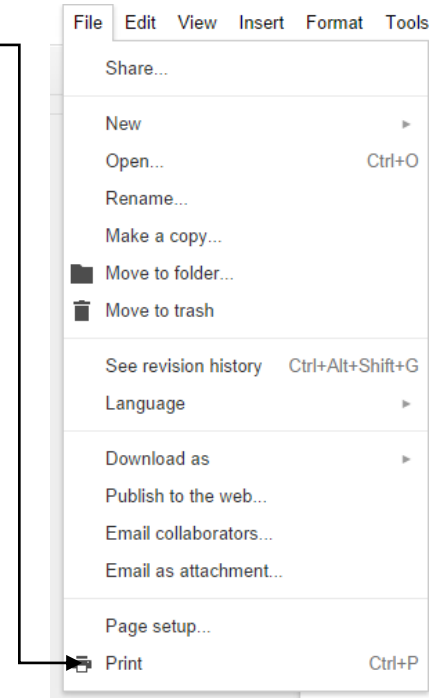 File Edit View Insert Format Tools
Share...
New
Open... Ctrl+O
Rename...
Make a copy...
Move to folder...
Move to trash
See revision history Ctrl+Alt+Shift+G
Language
Download as
Publish to the web...
Email collaborators...
Email as attachment...
Page setup...
Print Ctrl+P